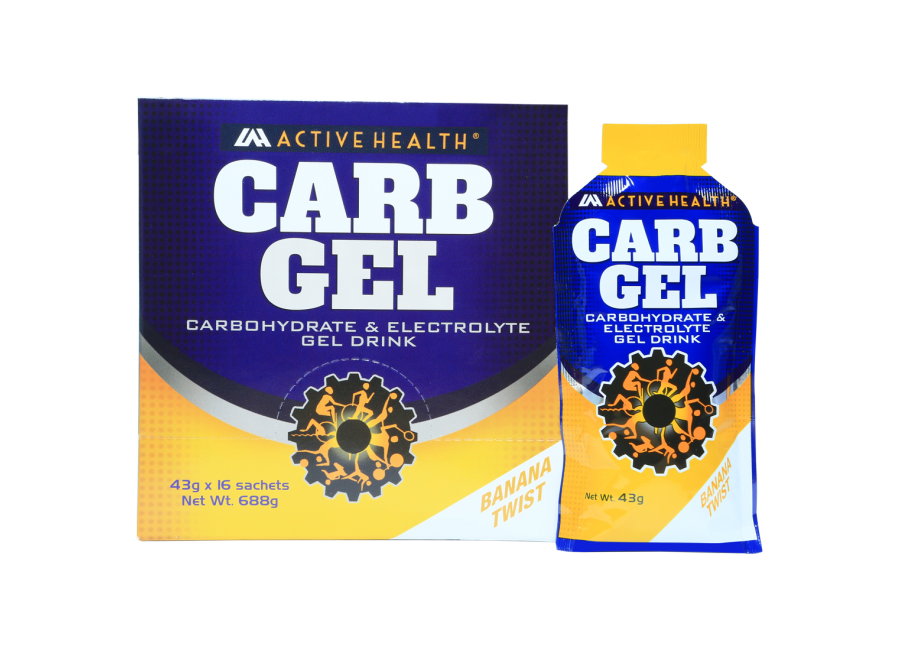 ACTIVE HEALTH®
CARB
GEL
CARBOHYDRATE & ELECTROLYTE
GEL DRINK
43g x 16 sachets
Net Wt. 688g
BANANA
TWIST
ACTIVE HEALTH®
CARB
GEL
CARBOHYDRATE &
ELECTROLYTE
GEL DRINK
Net Wt. 43g
BANANA
TWIST